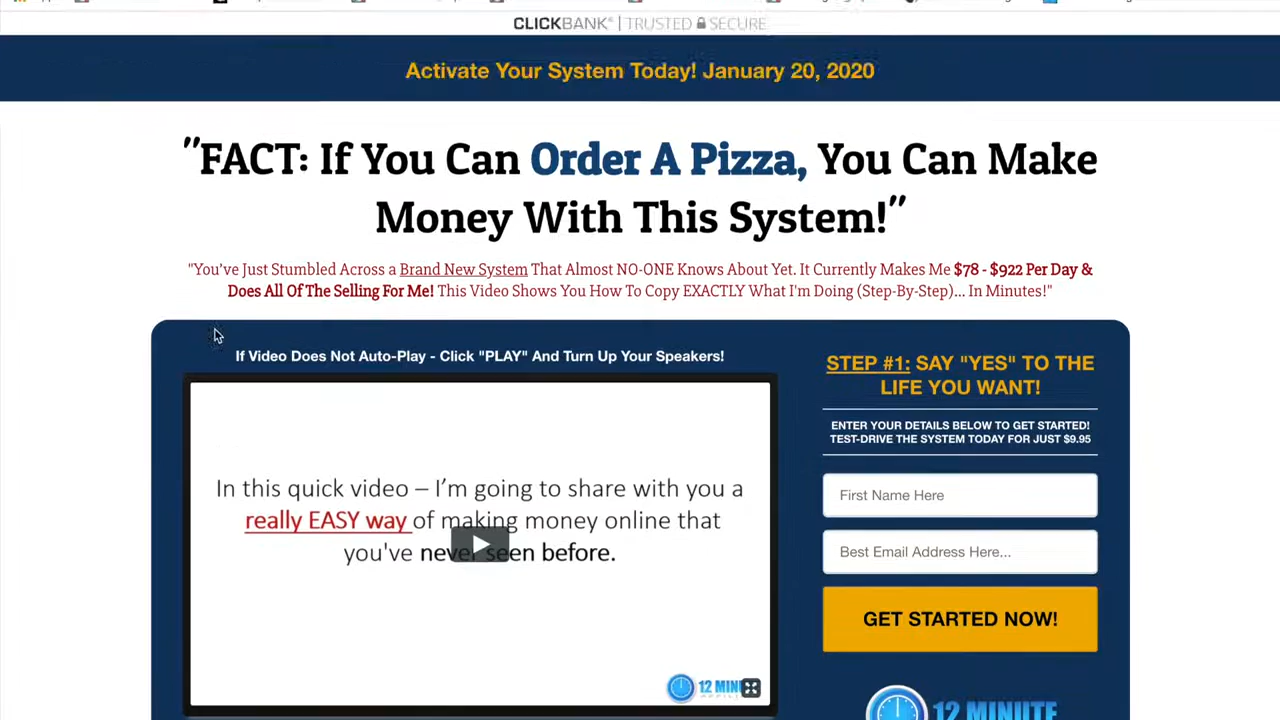 CLICKBANK® | TRUSTED SECURE
Activate Your System Today! January 20, 2020
"FACT: If You Can Order A Pizza, You Can Make
Money With This System!"
"You've Just Stumbled Across a Brand New System That Almost NO-ONE Knows About Yet. It Currently Makes Me $78 - $922 Per Day &
Does All Of The Selling For Me! This Video Shows You How To Copy EXACTLY What I'm Doing (Step-By-Step)... In Minutes!"
If Video Does Not Auto-Play - Click "PLAY" And Turn Up Your Speakers!
In this quick video – I'm going to share with you a
really EASY way of making money online that
you've never seen before.
12 MIN
STEP #1: SAY "YES" TO THE
LIFE YOU WANT!
ENTER YOUR DETAILS BELOW TO GET STARTED!
TEST-DRIVE THE SYSTEM TODAY FOR JUST $9.95
First Name Here
Best Email Address Here...
GET STARTED NOW!
12 MINUTE